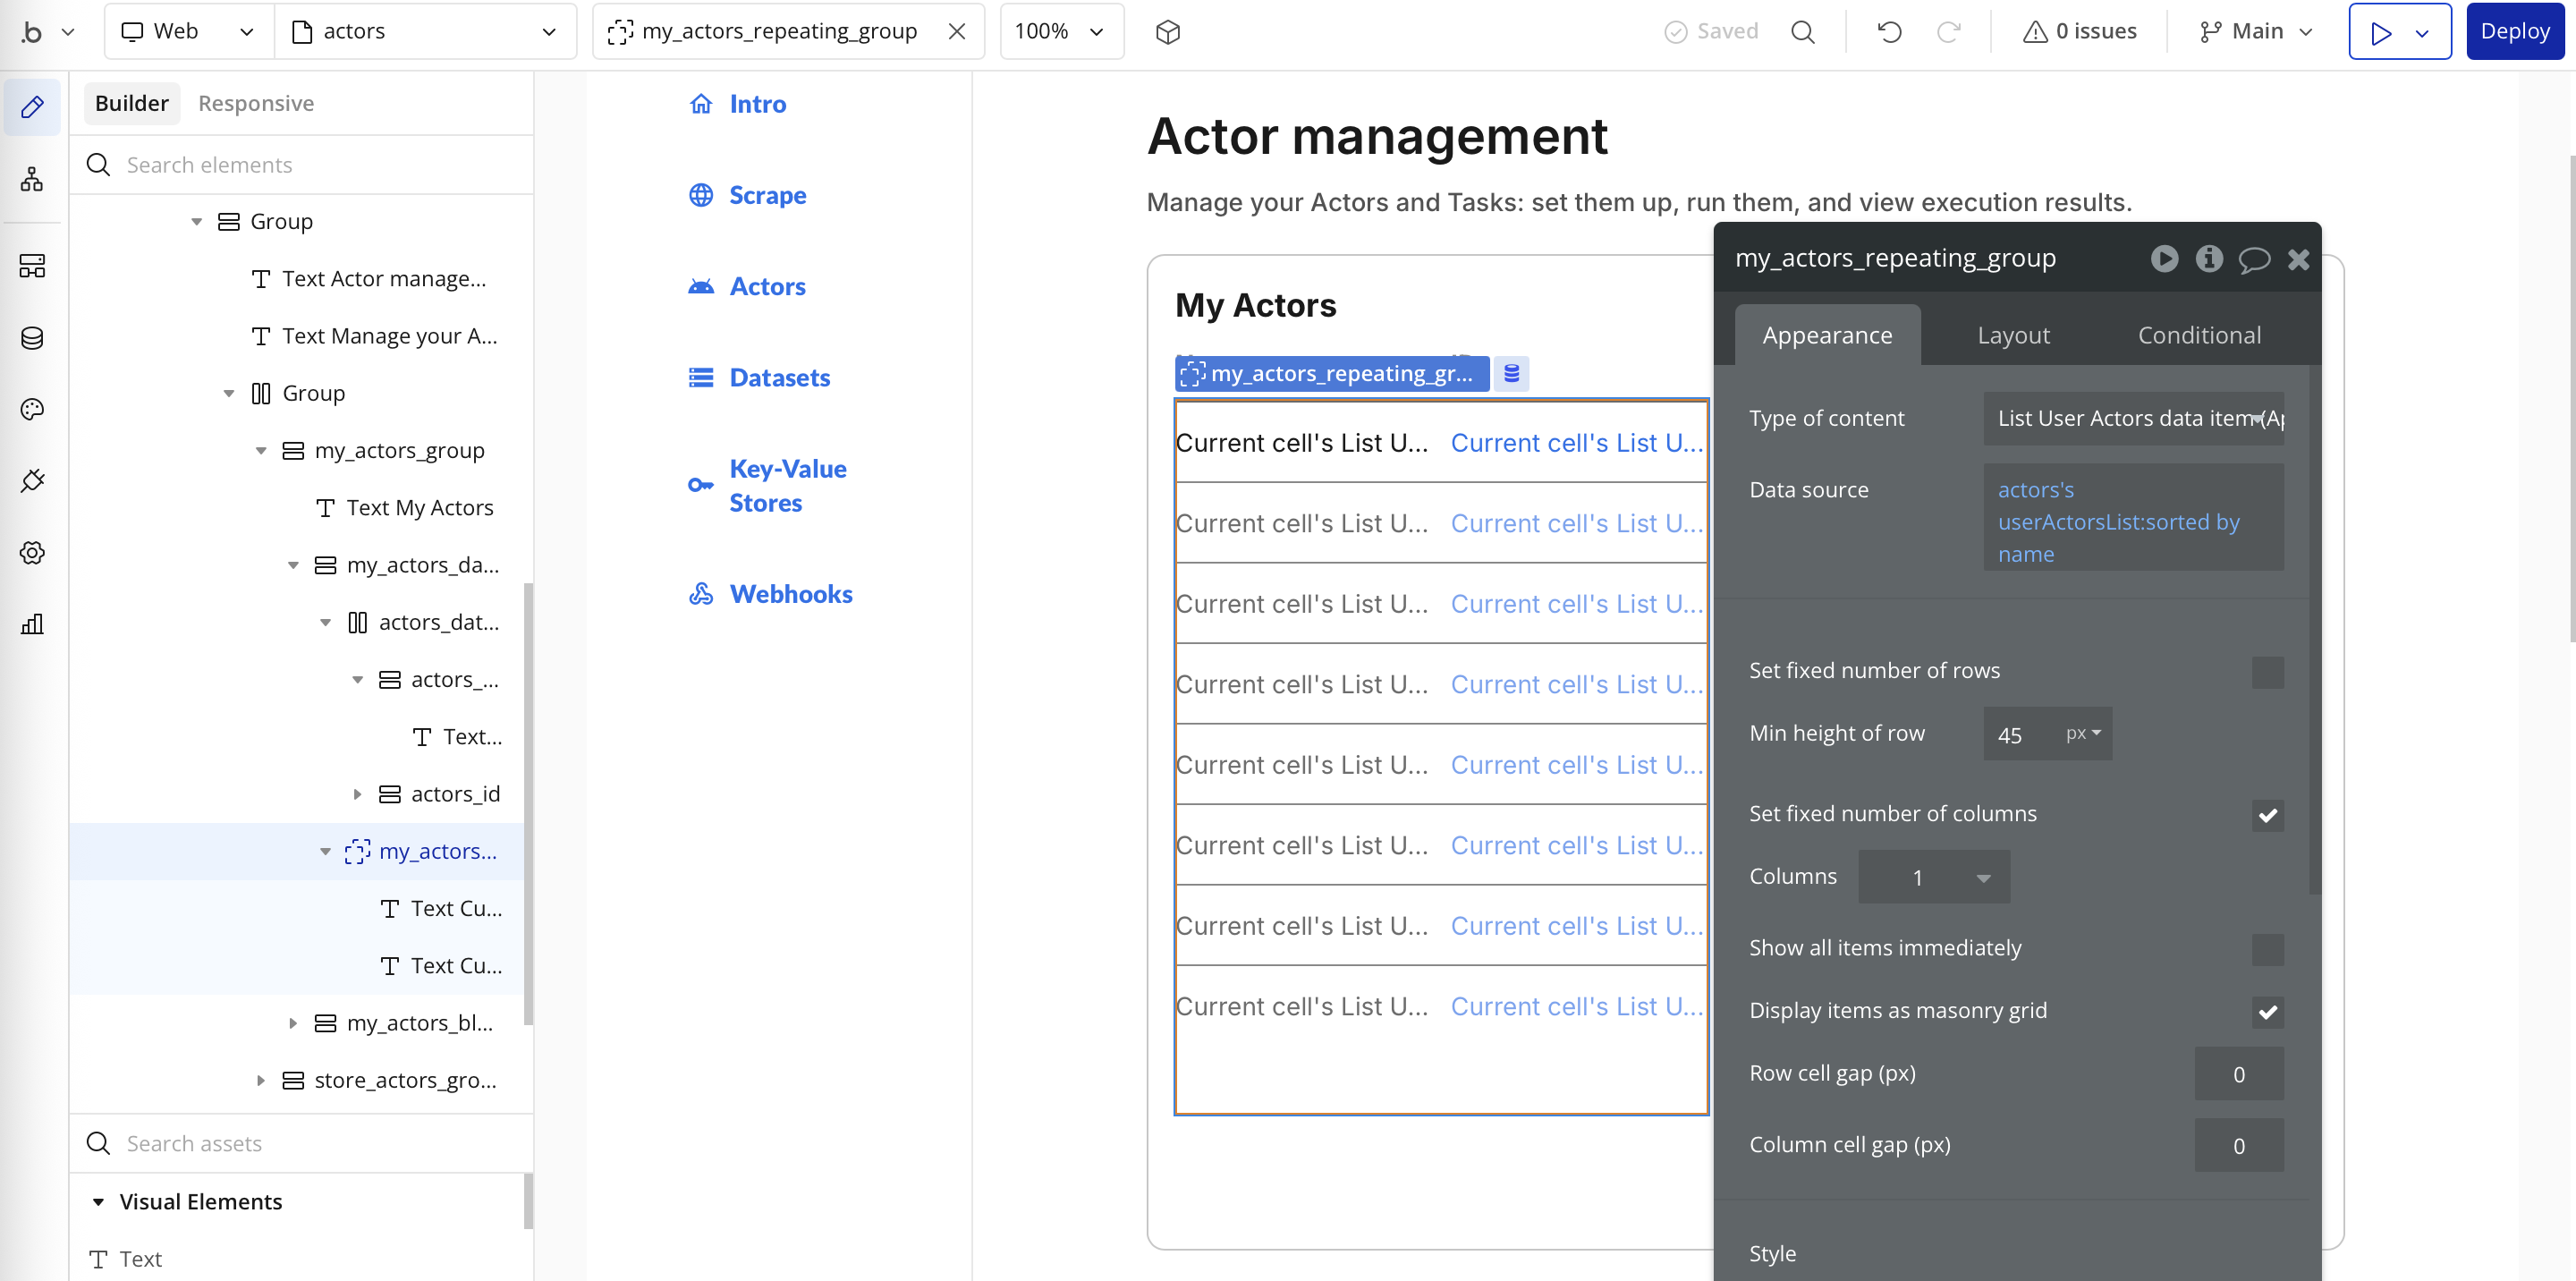 .b
Web
actors
my_actors_repeating_group
100%
Saved
0 issues
Main
Deploy
Builder
Responsive
Search elements
Group
Text Actor manage...
Text Manage your A...
Group
my_actors_group
Text My Actors
my_actors_da...
actors_dat...
actors_...
Text...
actors_id
my_actors...
Text Cu...
Text Cu...
my_actors_bl...
store_actors_gro...
Search assets
Visual Elements
Text
Intro
Scrape
Actors
Datasets
Key-Value
Stores
Webhooks
Actor management
Manage your Actors and Tasks: set them up, run them, and view execution results.
My Actors
my_actors_repeating_gr...
Current cell's List U... Current cell's List U...
Current cell's List U... Current cell's List U...
Current cell's List U... Current cell's List U...
Current cell's List U... Current cell's List U...
Current cell's List U... Current cell's List U...
Current cell's List U... Current cell's List U...
Current cell's List U... Current cell's List U...
Current cell's List U... Current cell's List U...
my_actors_repeating_group
Appearance
Layout
Conditional
Type of content
List User Actors data item (Ap
Data source
actors's
userActorsList:sorted by
name
Set fixed number of rows
Min height of row
45
px
Set fixed number of columns
Columns
1
Show all items immediately
Display items as masonry grid
Row cell gap (px)
0
Column cell gap (px)
0
Style